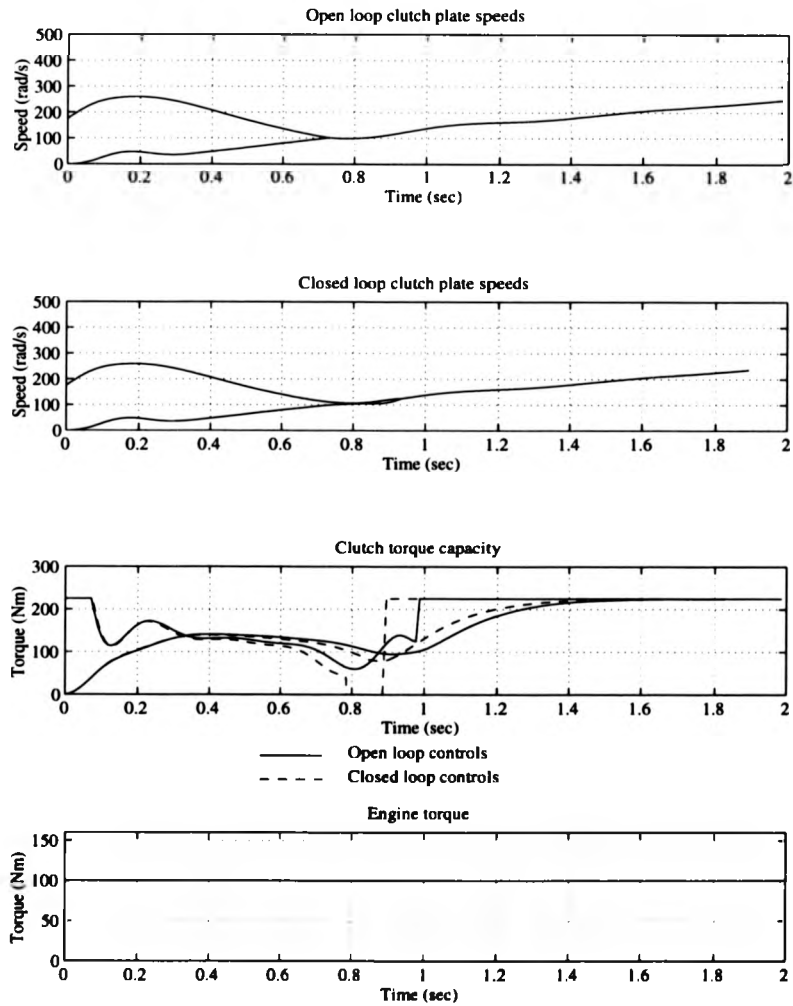 Open loop clutch plate speeds
500
400
300
200
100
0
Speed (rad/s)
0 0.2 0.4 0.6 0.8 1 1.2 1.4 1.6 1.8 2
Time (sec)
Closed loop clutch plate speeds
500
400
300
200
100
0
Speed (rad/s)
0 0.2 0.4 0.6 0.8 1 1.2 1.4 1.6 1.8 2
Time (sec)
Clutch torque capacity
300
200
100
0
Torque (Nm)
0 0.2 0.4 0.6 0.8 1 1.2 1.4 1.6 1.8 2
Time (sec)
Open loop controls
Closed loop controls
Engine torque
150
100
50
0
Torque (Nm)
0 0.2 0.4 0.6 0.8 1 1.2 1.4 1.6 1.8 2
Time (sec)